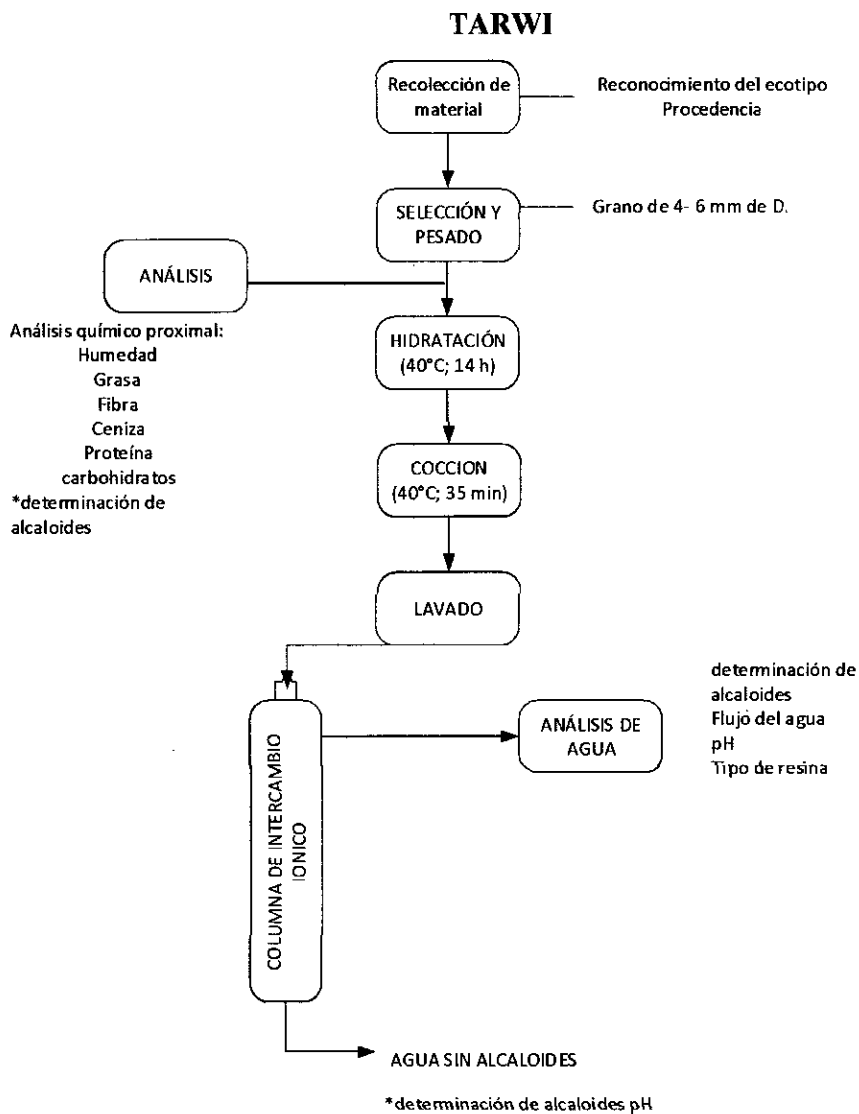 TARWI
Recolección de
material
Reconocimiento del ecotipo
Procedencia
SELECCIÓN Y
PESADO
Grano de 4- 6 mm de D.
ANÁLISIS
Análisis químico proximal:
Humedad
Grasa
Fibra
Ceniza
Proteína
carbohidratos
*determinación de
alcaloides
HIDRATACIÓN
(40°C; 14 h)
COCCION
(40°C; 35 min)
LAVADO
COLUMNA DE INTERCAMBIO
IONICO
ANÁLISIS DE
AGUA
determinación de
alcaloides
Flujo del agua
pH
Tipo de resina
AGUA SIN ALCALOIDES
*determinación de alcaloides pH